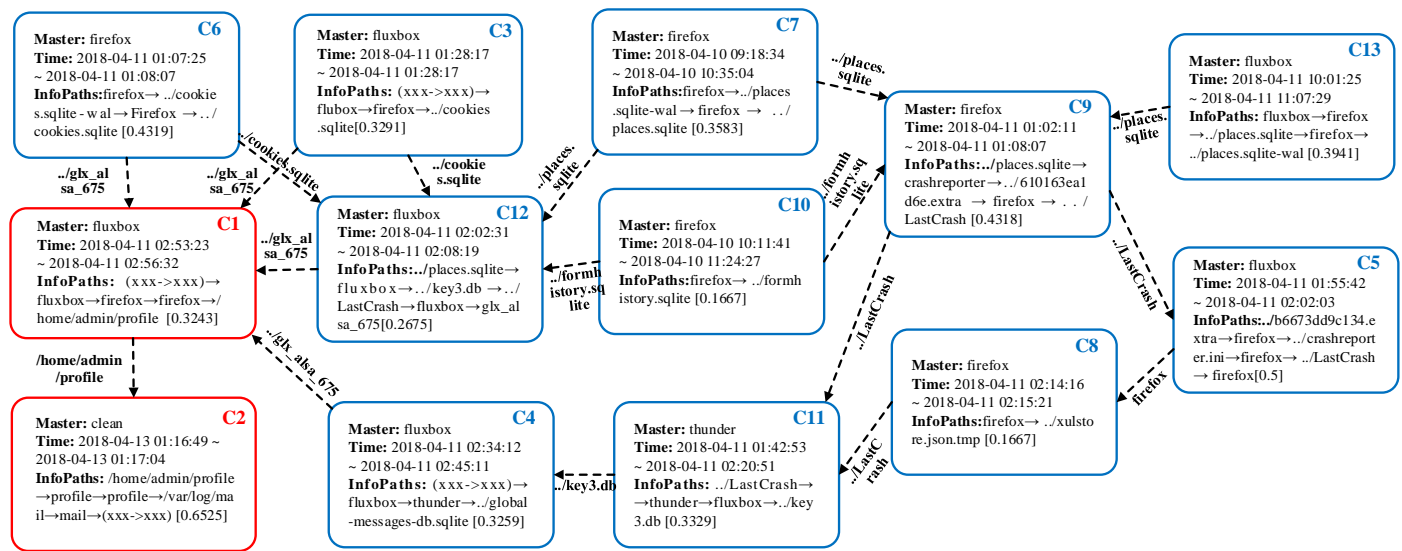 C6
Master: firefox
Time: 2018-04-11 01:07:25
~ 2018-04-11 01:08:07
InfoPaths:firefox→ ../cookie
s.sqlite - wal → Firefox → ../
cookies.sqlite [0.4319]
C3
Master: fluxbox
Time: 2018-04-11 01:28:17
~ 2018-04-11 01:28:17
InfoPaths: (xxx->xxx)→
flubox→firefox→../cookies
.sqlite[0.3291]
C7
Master: firefox
Time: 2018-04-10 09:18:34
~ 2018-04-10 10:35:04
InfoPaths:firefox→../places
.sqlite-wal → firefox → ../
places.sqlite [0.3583]
../places.
sqlite
C9
Master: firefox
Time: 2018-04-11 01:02:11
~ 2018-04-11 01:08:07
InfoPaths:../places.sqlite→
crashreporter→../610163ea1
d6e.extra → firefox → . . /
LastCrash [0.4318]
../places.
sqlite
C13
Master: fluxbox
Time: 2018-04-11 10:01:25
~ 2018-04-11 11:07:29
InfoPaths: fluxbox→firefox
→../places.sqlite→firefox→
../places.sqlite-wal [0.3941]
../glx_al
sa_675
../cookies.sqlite
../glx_al
sa_675
../cookie
s.sqlite
../places.
sqlite
../formh
istory.sq
lite
C1
Master: fluxbox
Time: 2018-04-11 02:53:23
~ 2018-04-11 02:56:32
InfoPaths: (xxx->xxx)→
fluxbox→firefox→firefox→/
home/admin/profile [0.3243]
../glx_al
sa_675
C12
Master: fluxbox
Time: 2018-04-11 02:02:31
~ 2018-04-11 02:08:19
InfoPaths:../places.sqlite→
fluxbox→../key3.db →../
LastCrash→fluxbox→glx_al
sa_675[0.2675]
../formh
istory.sq
lite
C10
Master: firefox
Time: 2018-04-10 10:11:41
~ 2018-04-10 11:24:27
InfoPaths:firefox→ ../formh
istory.sqlite [0.1667]
../LastCrash
../LastCrash
C5
Master: fluxbox
Time: 2018-04-11 01:55:42
~ 2018-04-11 02:02:03
InfoPaths:../b6673dd9c134.e
xtra→firefox→../crashreport
er.ini→firefox→ ../LastCrash
→ firefox[0.5]
/home/admin
/profile
../glx_alsa_675
C8
Master: firefox
Time: 2018-04-11 02:14:16
~ 2018-04-11 02:15:21
InfoPaths:firefox→ ../xulsto
re.json.tmp [0.1667]
firefox
C2
Master: clean
Time: 2018-04-13 01:16:49 ~
2018-04-13 01:17:04
InfoPaths: /home/admin/profile
→profile→profile→/var/log/ma
il→mail→(xxx->xxx) [0.6525]
C4
Master: fluxbox
Time: 2018-04-11 02:34:12
~ 2018-04-11 02:45:11
InfoPaths: (xxx->xxx)→
fluxbox→thunder→../global
-messages-db.sqlite [0.3259]
../key3.db
C11
Master: thunder
Time: 2018-04-11 01:42:53
~ 2018-04-11 02:20:51
InfoPaths: ../LastCrash→
→thunder→fluxbox→../key
3.db [0.3329]
../LastC
rash